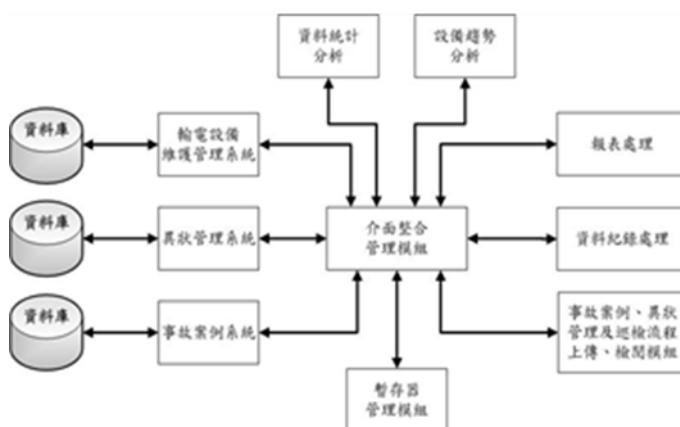 資料統計
分析
設備趨勢
分析
資料庫
輸電設備
維護管理系統
報表處理
資料庫
異狀管理系統
介面整合
管理模組
資料紀錄處理
資料庫
事故案例系統
事故案例、異狀
管理及巡檢流程
上傳、檢閱模組
暫存器
管理模組